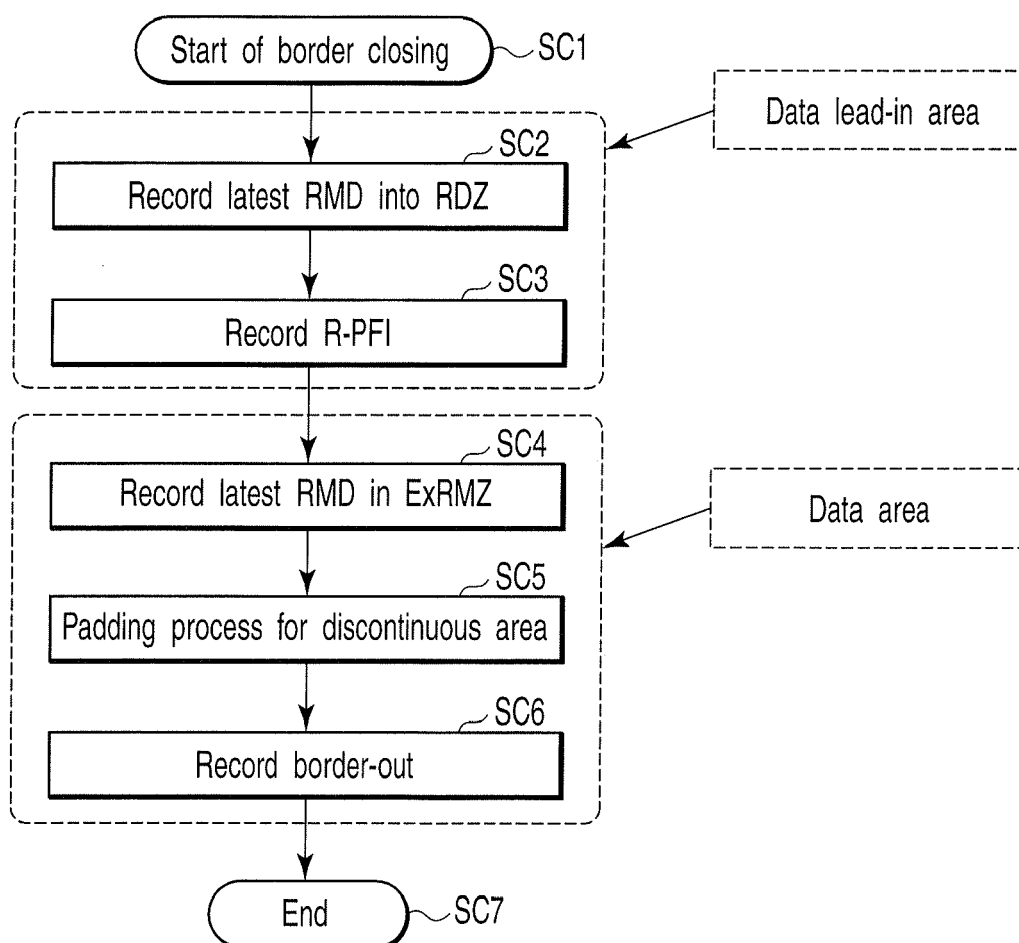 Start of border closing
SC1
Data lead-in area
SC2
Record latest RMD into RDZ
SC3
Record R-PFI
SC4
Record latest RMD in ExRMZ
Data area
SC5
Padding process for discontinuous area
SC6
Record border-out
End
SC7